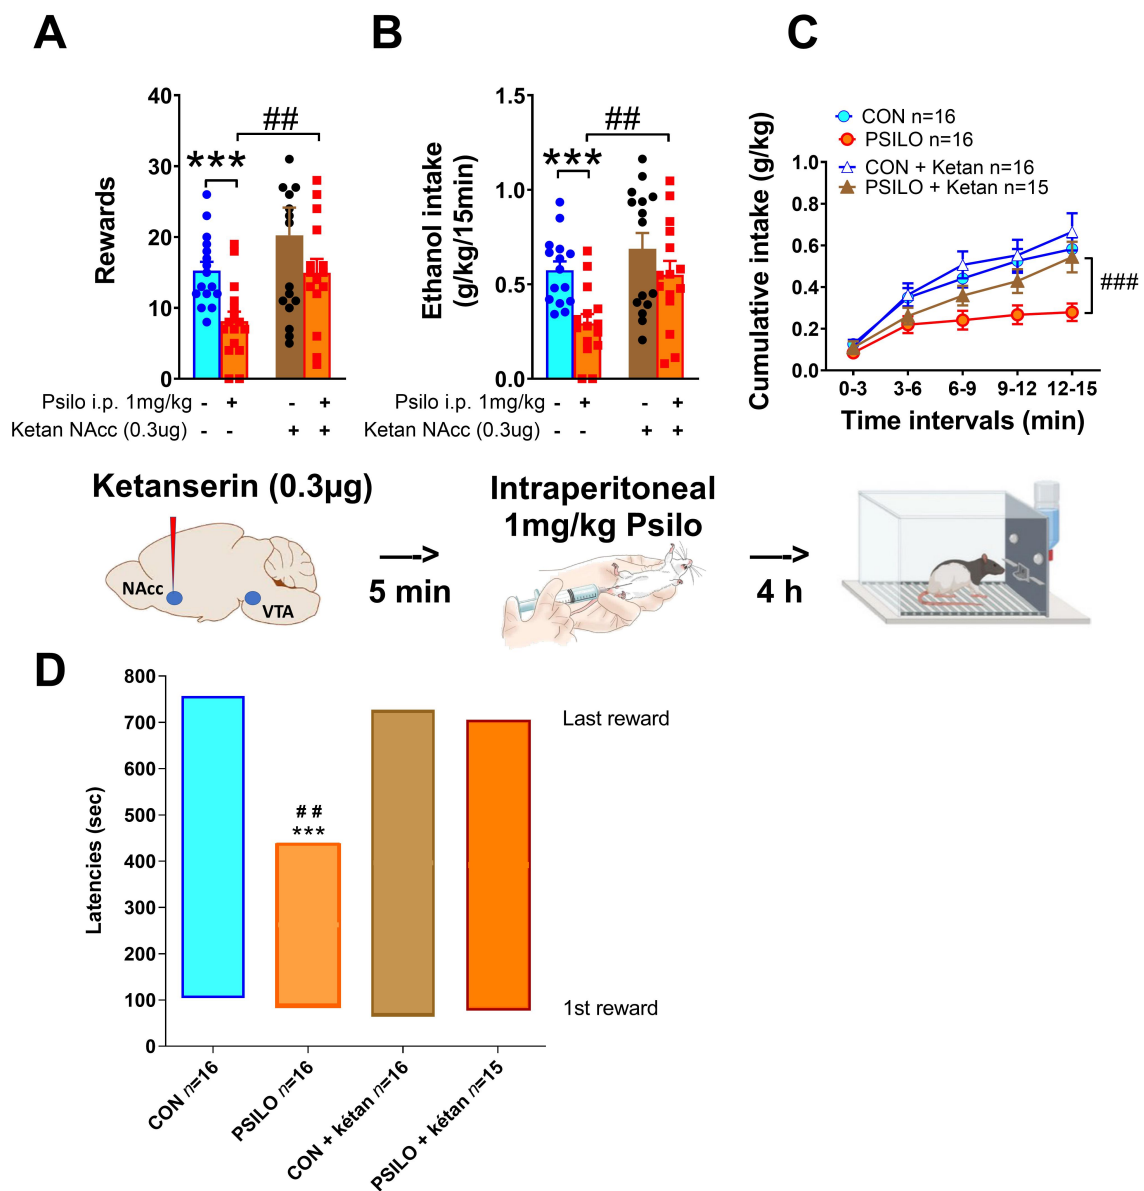 A
Rewards
40
30
20
10
0
***
##
Psilo i.p. 1mg/kg - + - +
Ketan NAcc (0.3ug) - - + +
B
Ethanol intake
(g/kg/15min)
1.5
1.0
0.5
0.0
***
##
Psilo i.p. 1mg/kg - + - +
Ketan NAcc (0.3ug) - - + +
C
CON n=16
PSILO n=16
CON + Ketan n=16
PSILO + Ketan n=15
Cumulative intake (g/kg)
1.0
0.8
0.6
0.4
0.2
0.0
###
0-3 3-6 6-9 9-12 12-15
Time intervals (min)
Ketanserin (0.3µg)
NAcc
VTA
--->
5 min
Intraperitoneal
1mg/kg Psilo
--->
4 h
D
Latencies (sec)
800
700
600
500
400
300
200
100
0
##
***
Last reward
1st reward
CON n=16
PSILO n=16
CON + kétan n=16
PSILO + kétan n=15